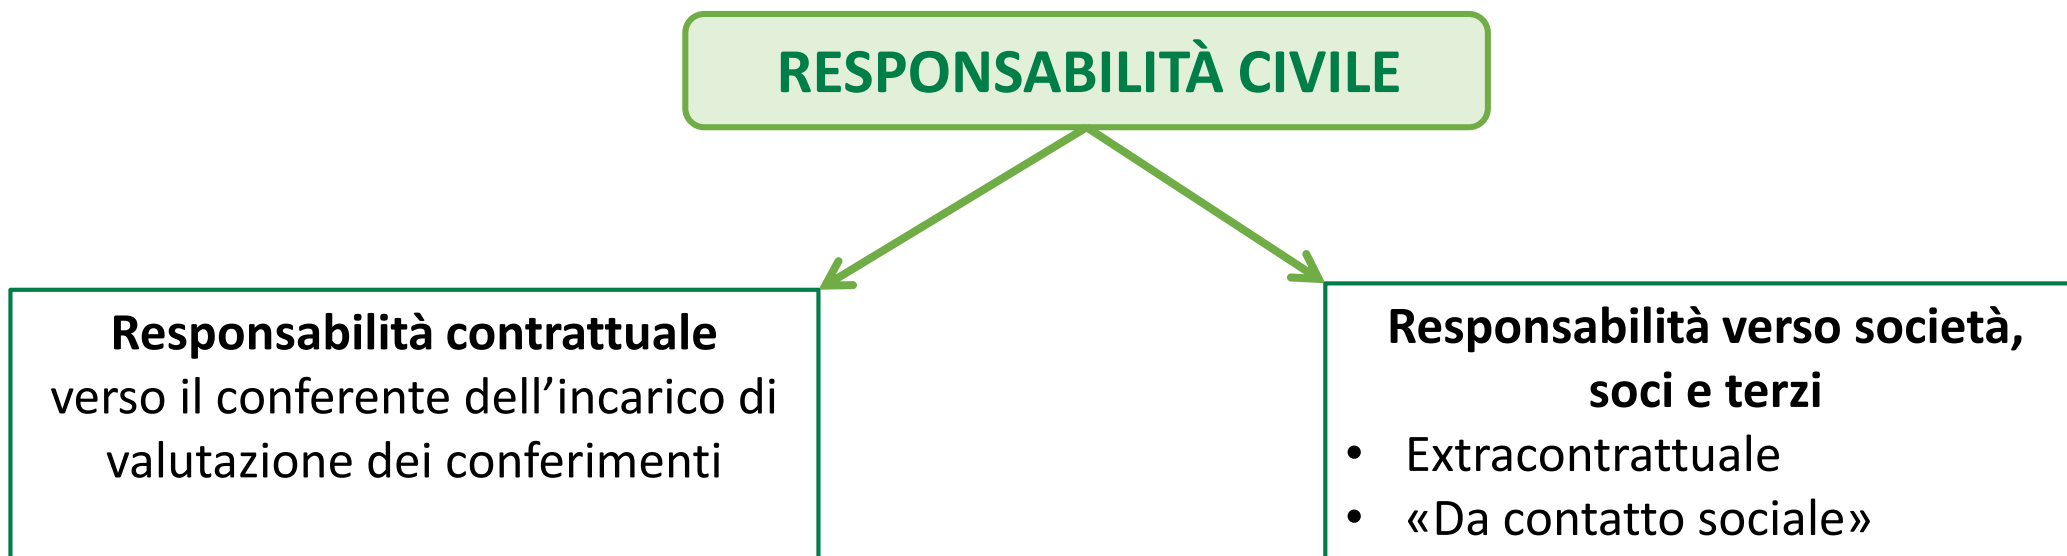 RESPONSABILITÀ CIVILE
Responsabilità contrattuale
verso il conferente dell’incarico di
valutazione dei conferimenti
Responsabilità verso società,
soci e terzi
• Extracontrattuale
• «Da contatto sociale»